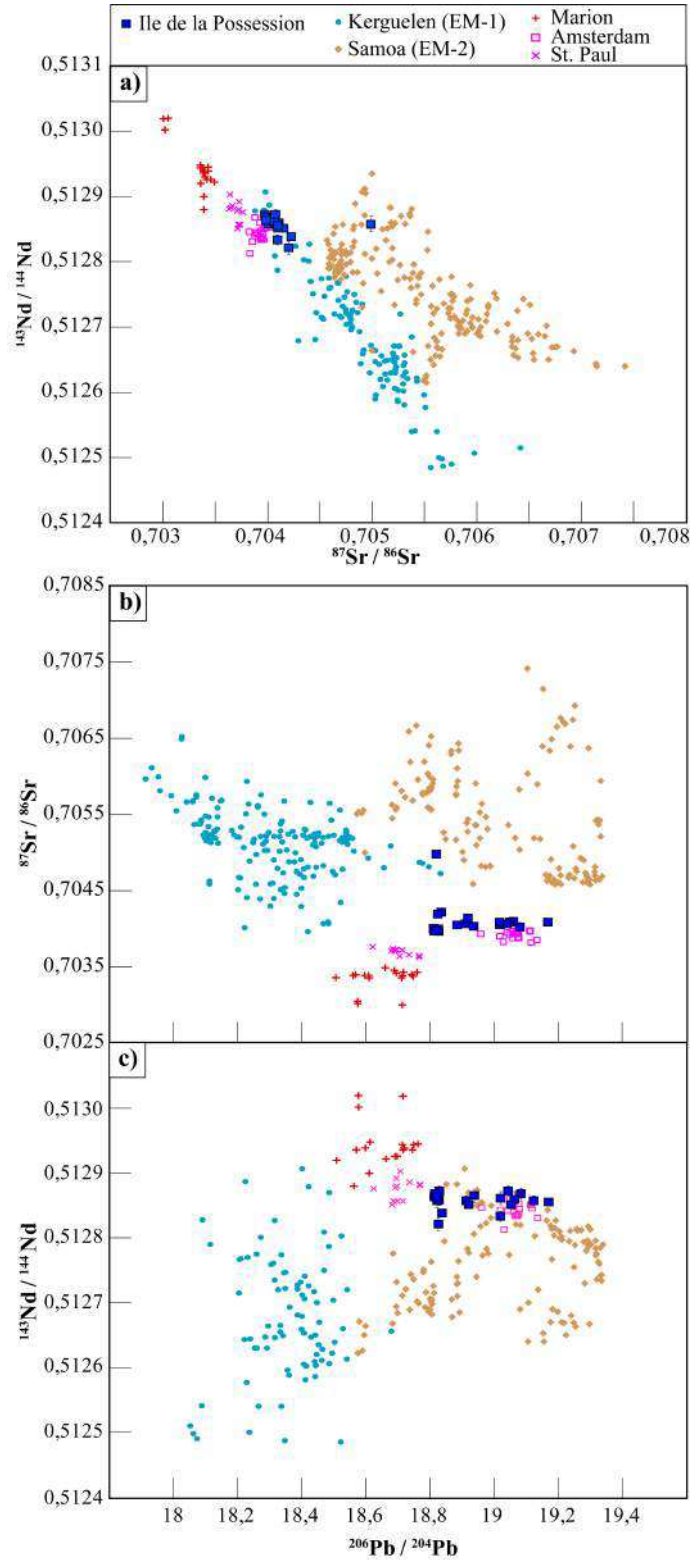 Ile de la Possession
Kerguelen (EM-1)
Samoa (EM-2)
Marion
Amsterdam
St. Paul
a)
0,5131
0,5130
0,5129
0,5128
0,5127
0,5126
0,5125
0,5124
¹⁴³Nd / ¹⁴⁴Nd
0,703
0,704
0,705
0,706
0,707
0,708
⁸⁷Sr / ⁸⁶Sr
b)
0,7085
0,7075
0,7065
0,7055
0,7045
0,7035
0,7025
⁸⁷Sr / ⁸⁶Sr
c)
0,5130
0,5129
0,5128
0,5127
0,5126
0,5125
0,5124
¹⁴³Nd / ¹⁴⁴Nd
18
18,2
18,4
18,6
18,8
19
19,2
19,4
²⁰⁶Pb / ²⁰⁴Pb